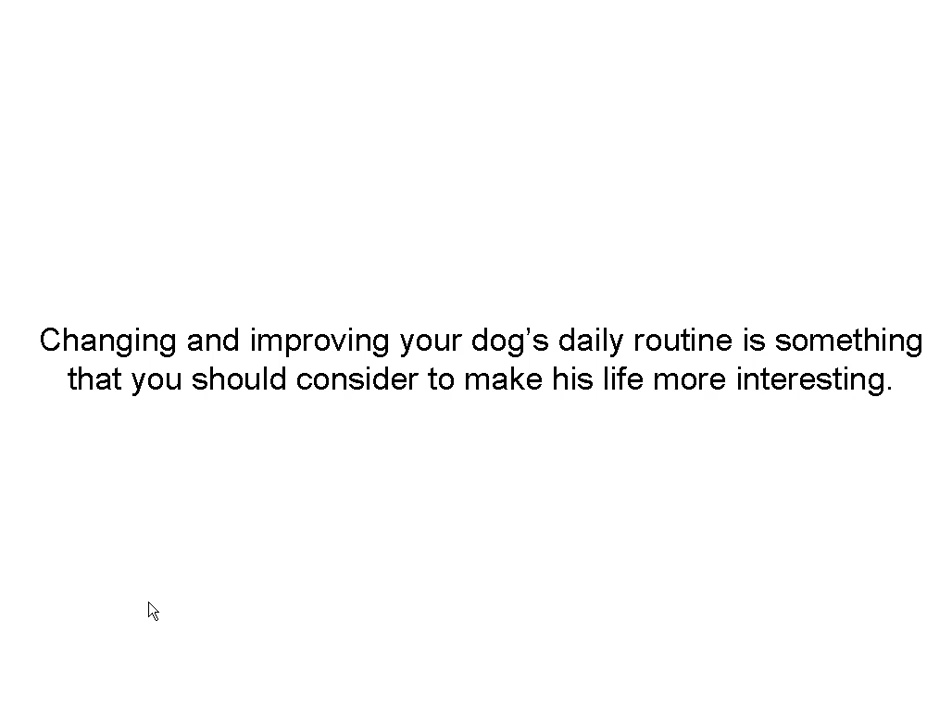 Changing and improving your dog’s daily routine is something
that you should consider to make his life more interesting.